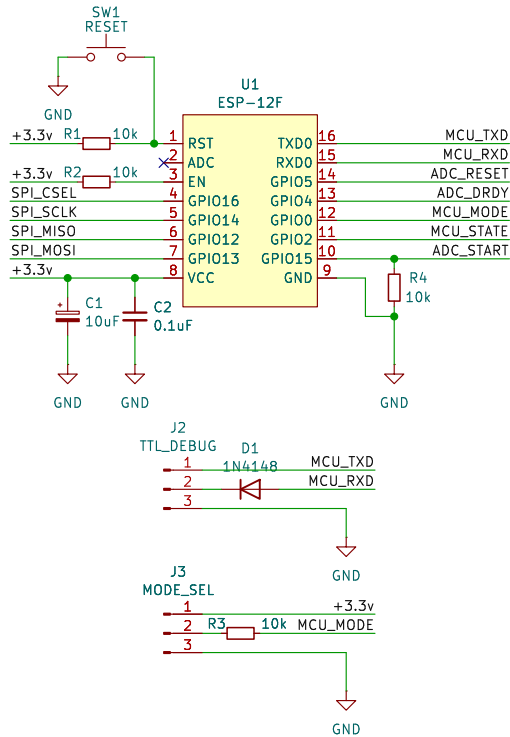 SW1
RESET
GND
U1
ESP-12F
+3.3v R1 10k 1 RST TXD0 16 MCU_TXD
2 ADC RXD0 15 MCU_RXD
+3.3v R2 10k 3 EN GPIO5 14 ADC_RESET
SPI_CSEL 4 GPIO16 GPIO4 13 ADC_DRDY
SPI_SCLK 5 GPIO14 GPIO0 12 MCU_MODE
SPI_MISO 6 GPIO12 GPIO2 11 MCU_STATE
SPI_MOSI 7 GPIO13 GPIO15 10 ADC_START
+3.3v 8 VCC GND 9
R4
10k
+
C1
10uF
C2
0.1uF
GND GND GND
J2
TTL_DEBUG
D1
1N4148
1 MCU_TXD
2 MCU_RXD
3
GND
J3
MODE_SEL
1 +3.3v
2 R3 10k MCU_MODE
3
GND